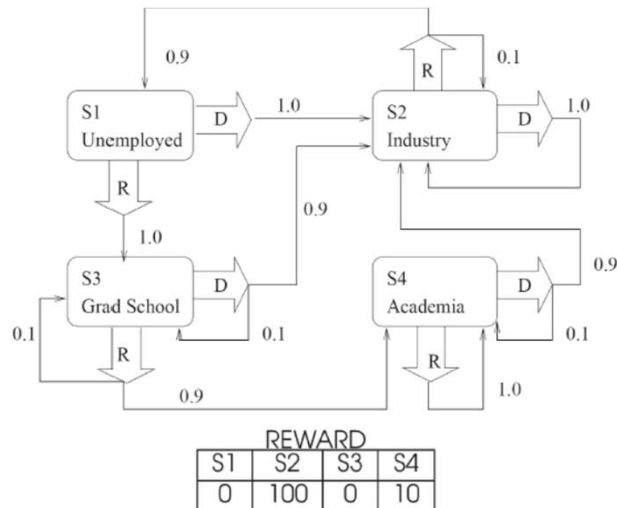 0.9
R
0.1
S1
Unemployed
D
1.0
S2
Industry
D
1.0
R
1.0
0.9
S3
Grad School
D
S4
Academia
D
0.9
0.1
R
0.1
R
0.1
1.0
0.9
REWARD
S1 S2 S3 S4
0 100 0 10